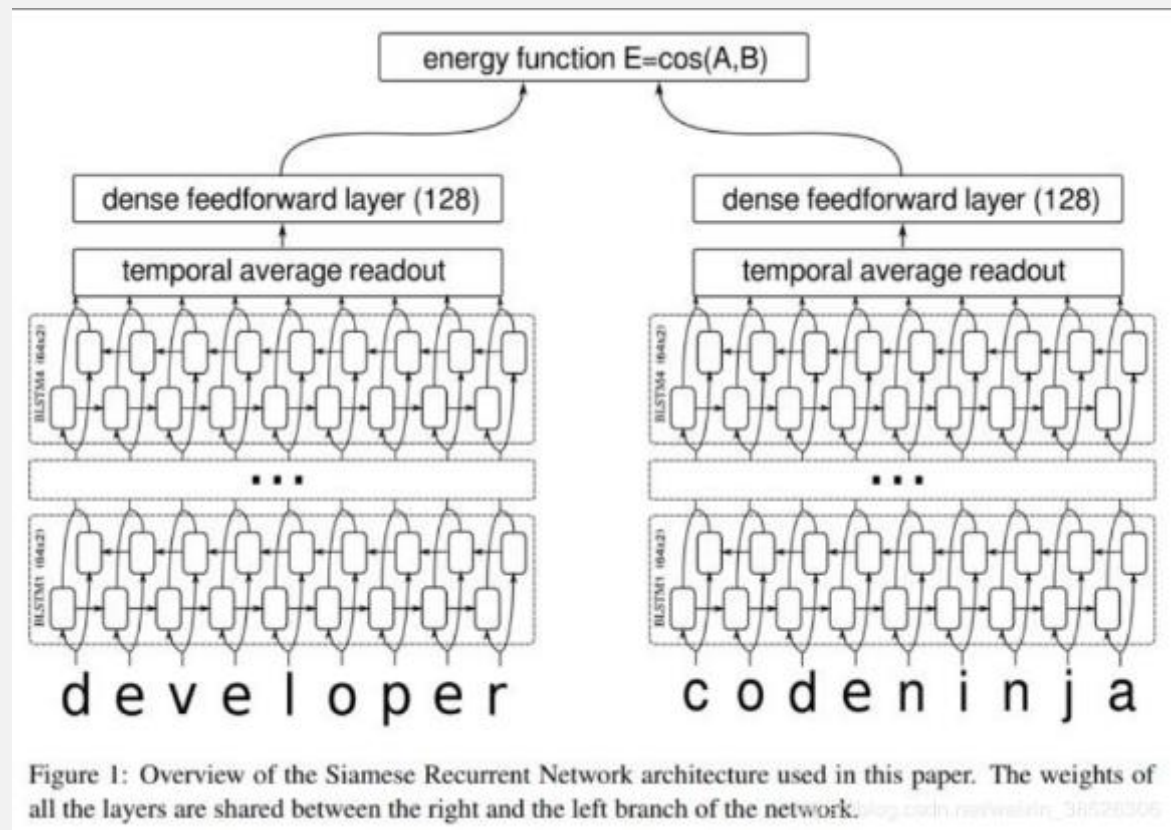 energy function E=cos(A,B)
dense feedforward layer (128)
dense feedforward layer (128)
temporal average readout
temporal average readout
BLSTM4 (64x2)
BLSTM4 (64x2)
...
...
BLSTM1 (64x2)
BLSTM1 (64x2)
developer
codeninja
Figure 1: Overview of the Siamese Recurrent Network architecture used in this paper. The weights of
all the layers are shared between the right and the left branch of the network.